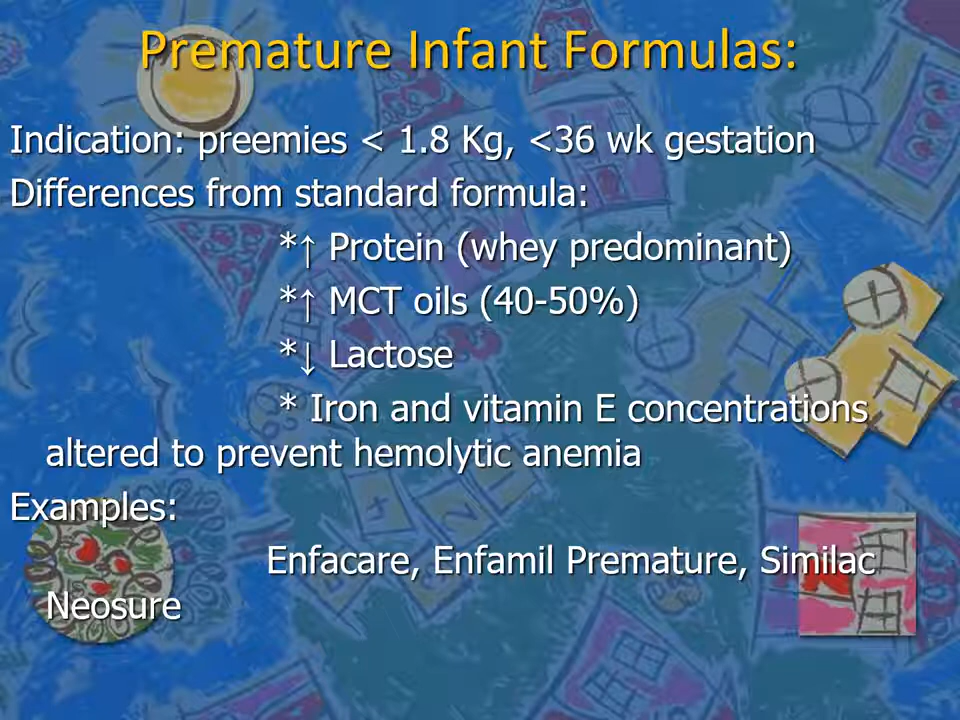 Premature Infant Formulas:
Indication: preemies < 1.8 Kg, <36 wk gestation
Differences from standard formula:
*↑ Protein (whey predominant)
*↑ MCT oils (40-50%)
*↓ Lactose
* Iron and vitamin E concentrations
altered to prevent hemolytic anemia
Examples:
Enfacare, Enfamil Premature, Similac
Neosure